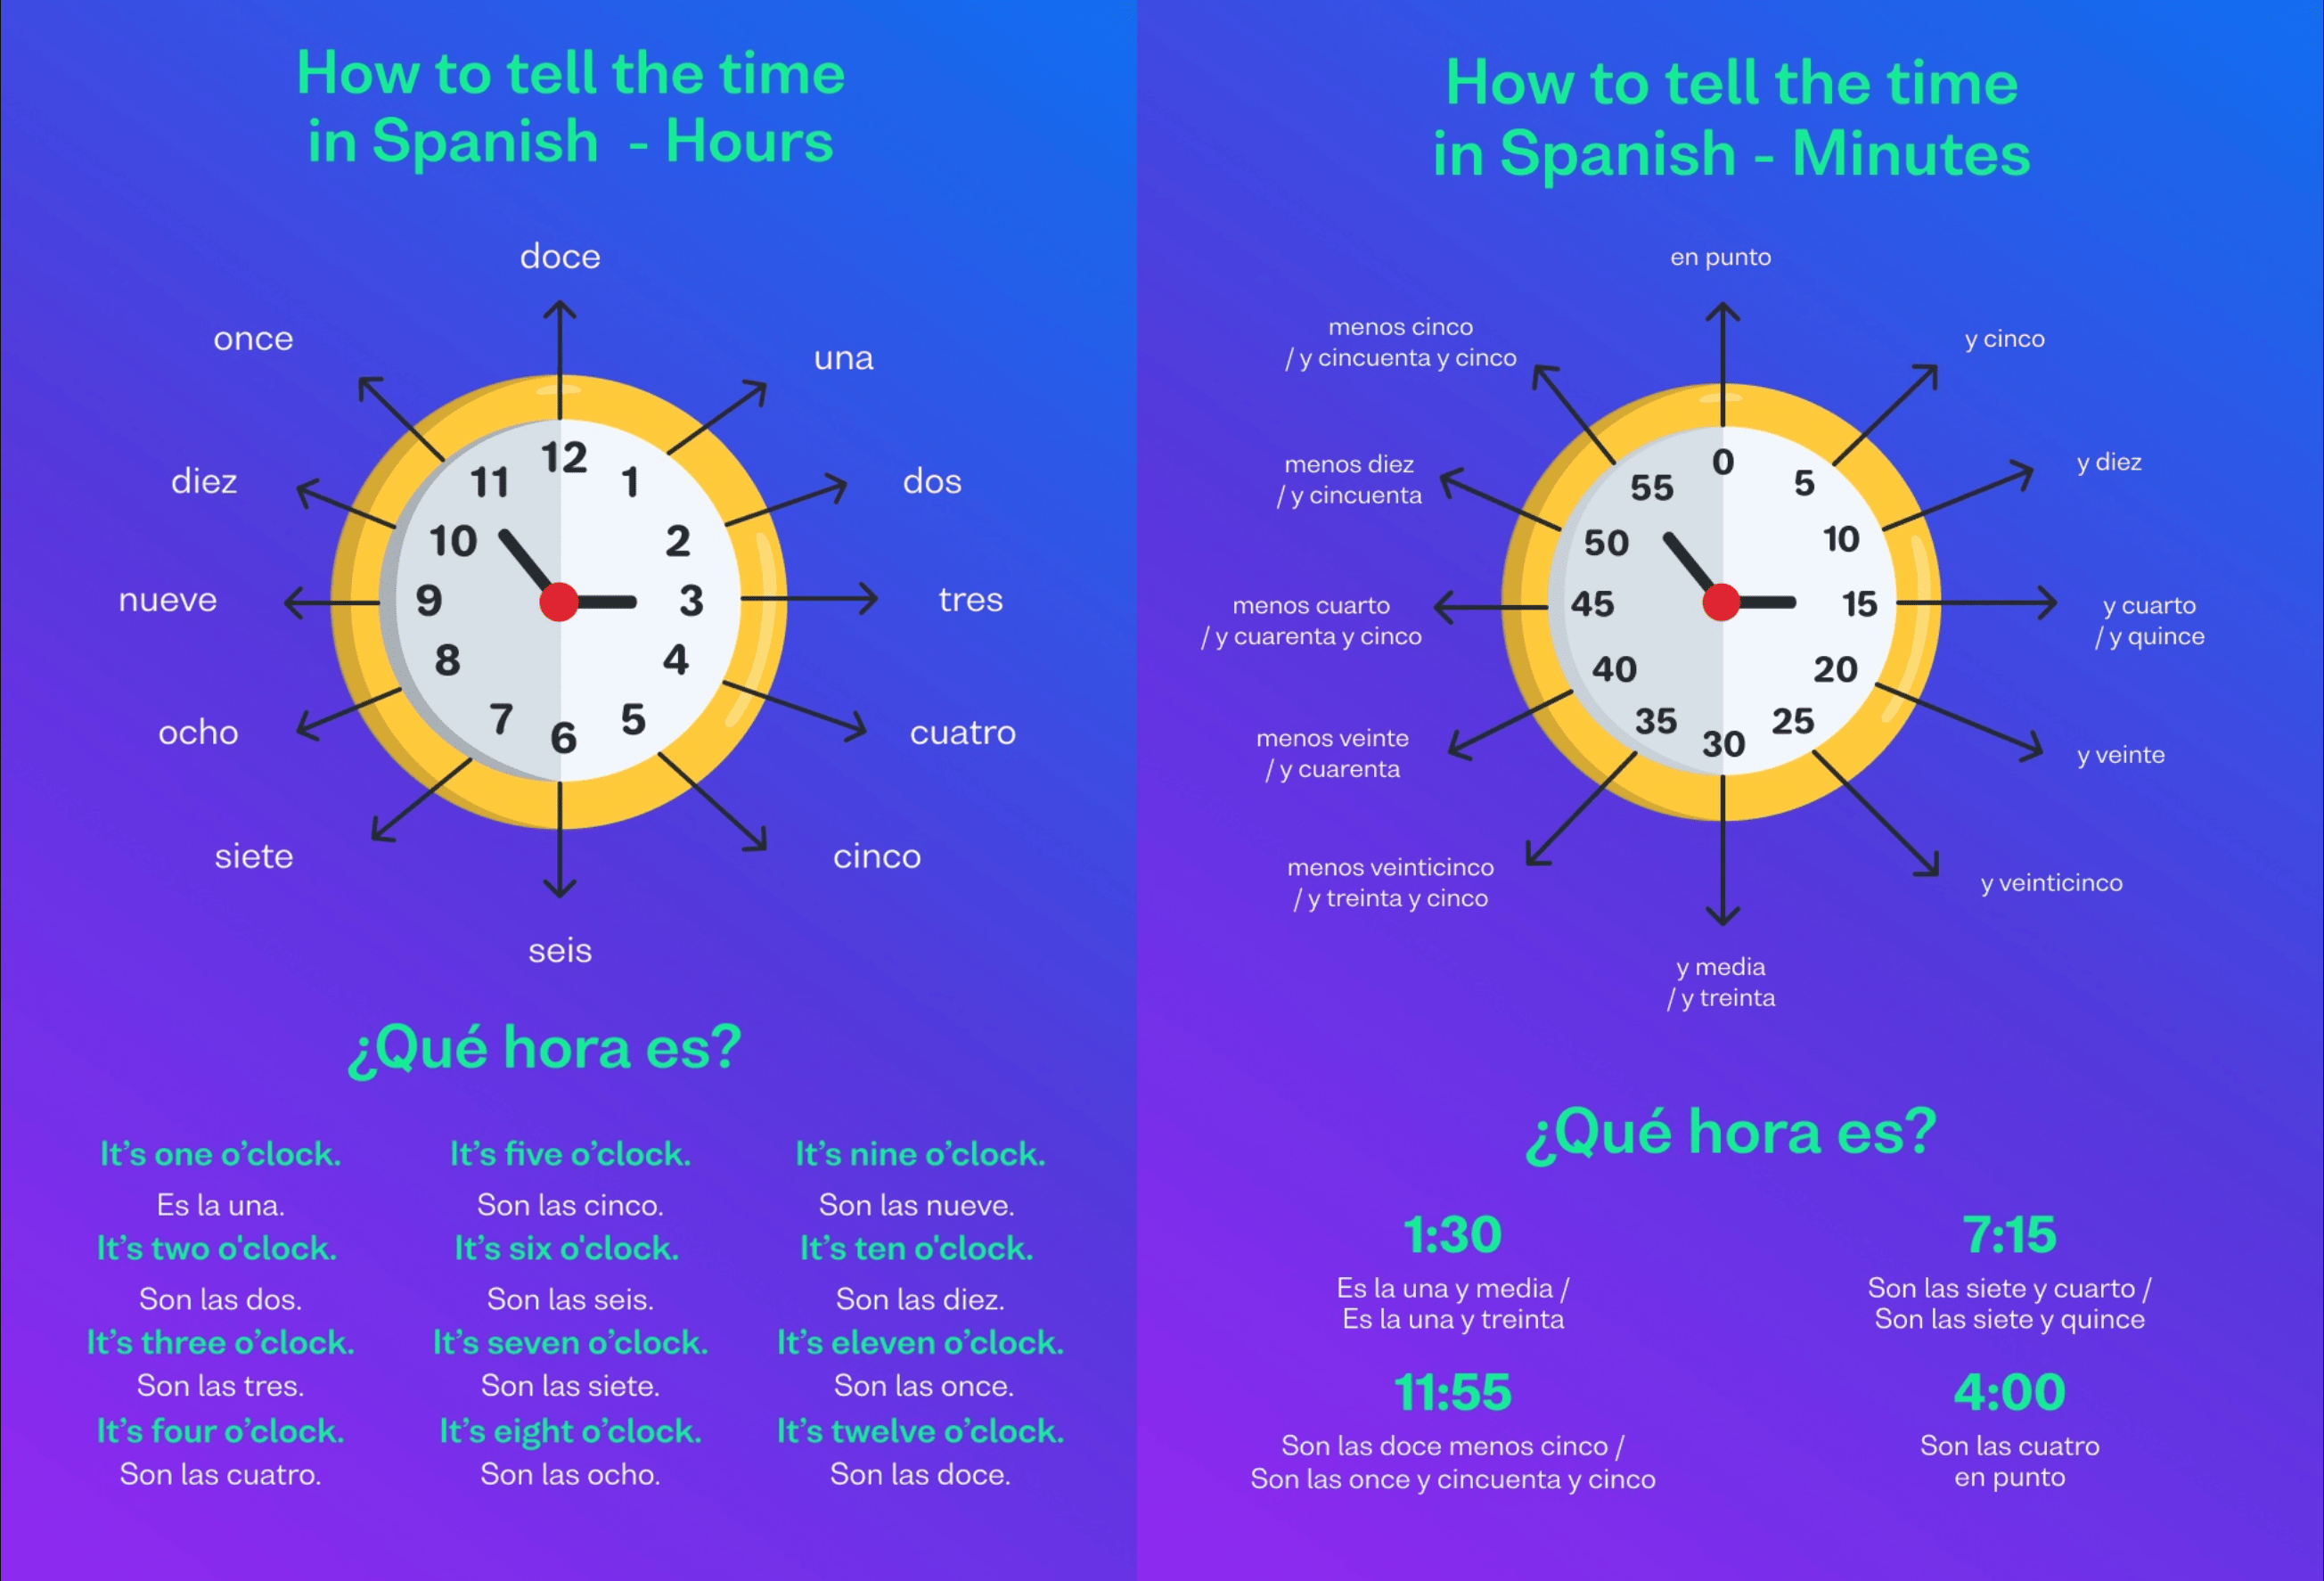 How to tell the time
in Spanish - Hours
doce
once
una
diez
dos
nueve
tres
ocho
cuatro
siete
cinco
seis
12
11
1
10
2
9
3
8
4
7
5
6
¿Qué hora es?
It’s one o’clock.
Es la una.
It’s two o'clock.
Son las dos.
It’s three o’clock.
Son las tres.
It’s four o’clock.
Son las cuatro.
It’s five o’clock.
Son las cinco.
It’s six o'clock.
Son las seis.
It’s seven o’clock.
Son las siete.
It’s eight o’clock.
Son las ocho.
It’s nine o’clock.
Son las nueve.
It’s ten o'clock.
Son las diez.
It’s eleven o’clock.
Son las once.
It’s twelve o’clock.
Son las doce.
How to tell the time
in Spanish - Minutes
en punto
menos cinco
/ y cincuenta y cinco
y cinco
menos diez
/ y cincuenta
y diez
menos cuarto
/ y cuarenta y cinco
y cuarto
/ y quince
menos veinte
/ y cuarenta
y veinte
menos veinticinco
/ y treinta y cinco
y veinticinco
y media
/ y treinta
0
55
5
50
10
45
15
40
20
35
25
30
¿Qué hora es?
1:30
Es la una y media /
Es la una y treinta
7:15
Son las siete y cuarto /
Son las siete y quince
11:55
Son las doce menos cinco /
Son las once y cincuenta y cinco
4:00
Son las cuatro
en punto